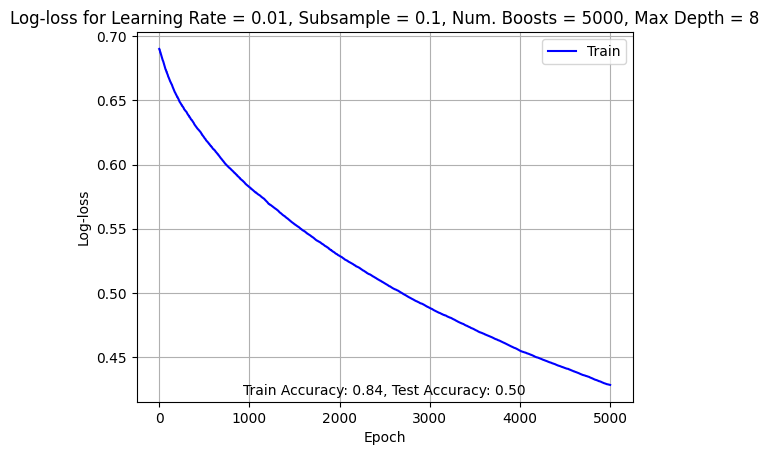 Log-loss for Learning Rate = 0.01, Subsample = 0.1, Num. Boosts = 5000, Max Depth = 8
0.70
Train
0.65
0.60
0.55
Log-loss
0.50
0.45
Train Accuracy: 0.84, Test Accuracy: 0.50
0 1000 2000 3000 4000 5000
Epoch